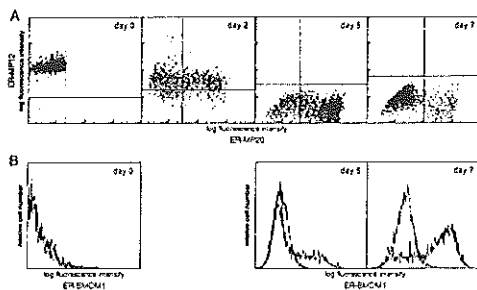 A
day 0
day 2
day 5
day 7
ER-MP12
log fluorescence intensity
log fluorescence intensity
ER-MP20
B
day 0
day 5
day 7
relative cell number
relative cell number
log fluorescence intensity
log fluorescence intensity
ER-BMDM1
ER-BMDM1